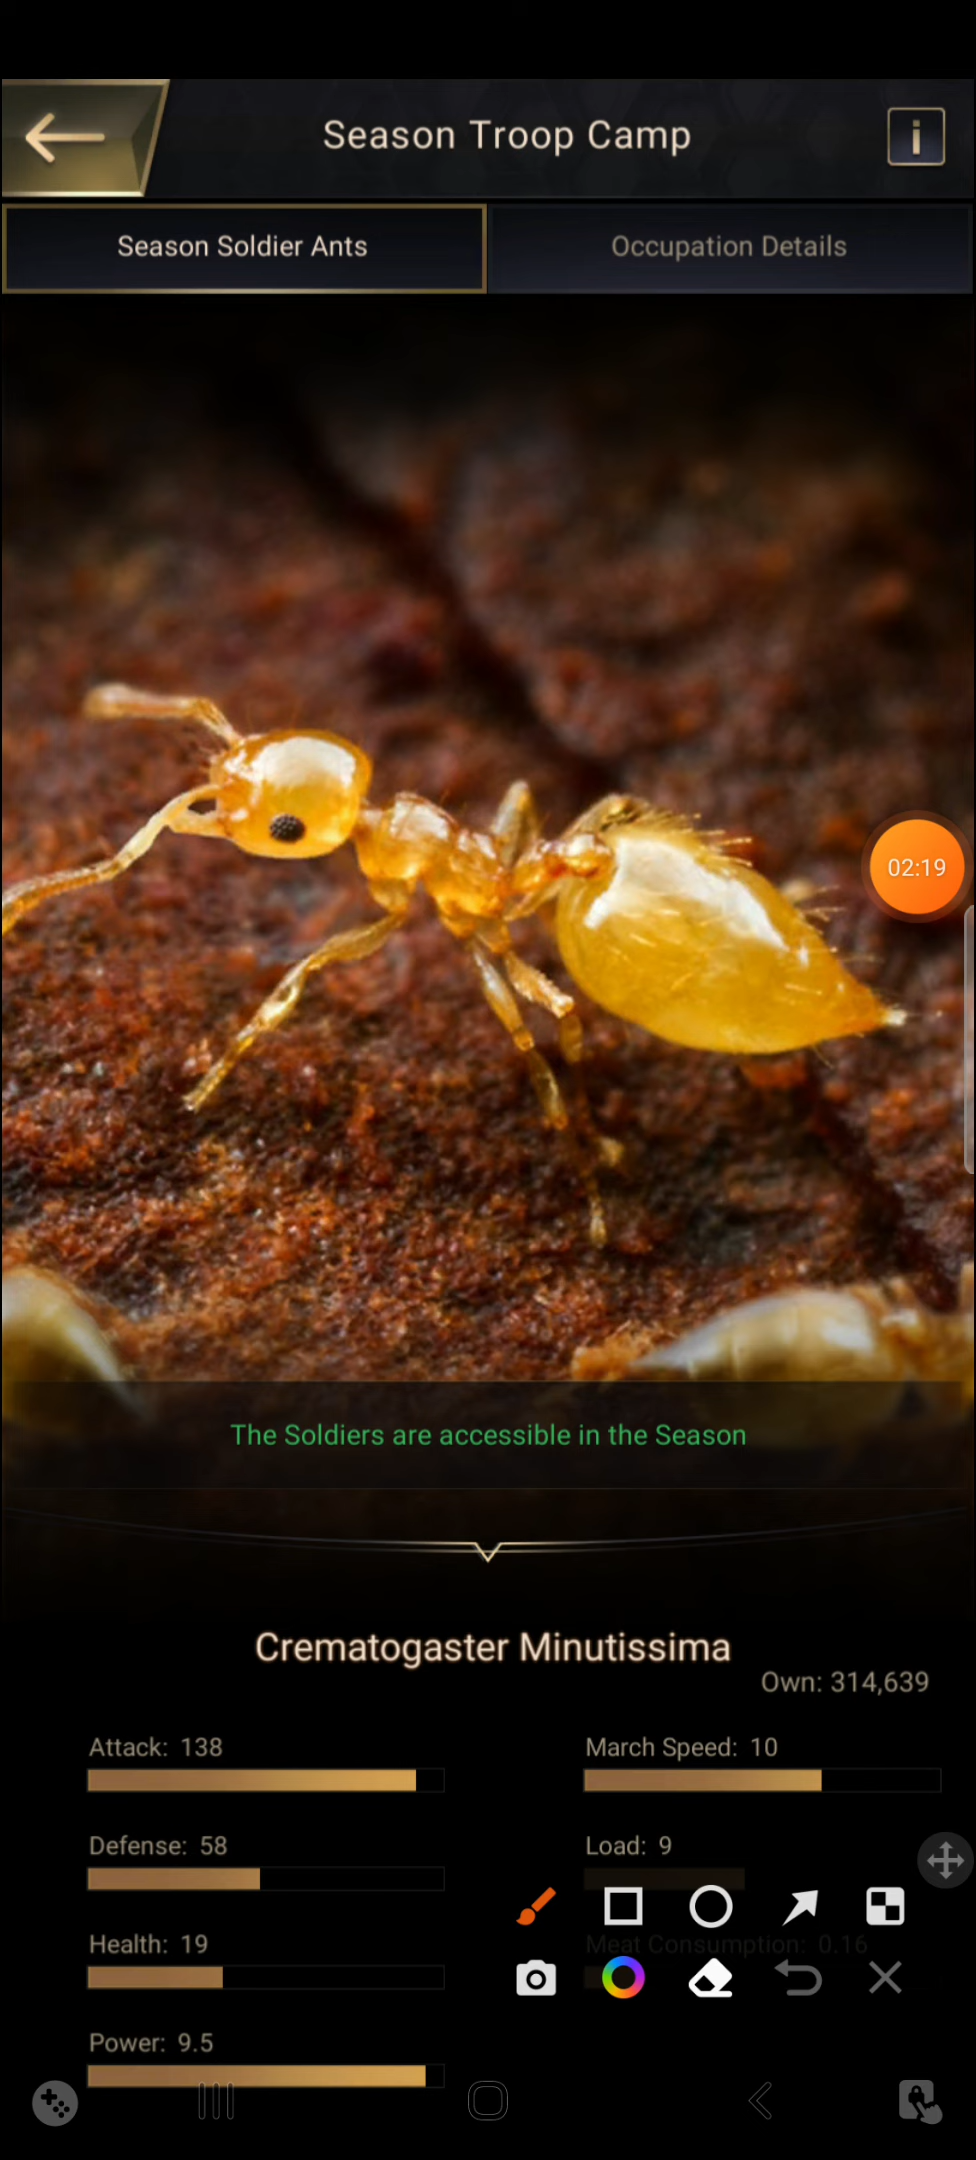 Season Troop Camp
Season Soldier Ants
Occupation Details
02:19
The Soldiers are accessible in the Season
Crematogaster Minutissima
Own: 314,639
Attack: 138
March Speed: 10
Defense: 58
Load: 9
Health: 19
Meat Consumption: 0.16
Power: 9.5